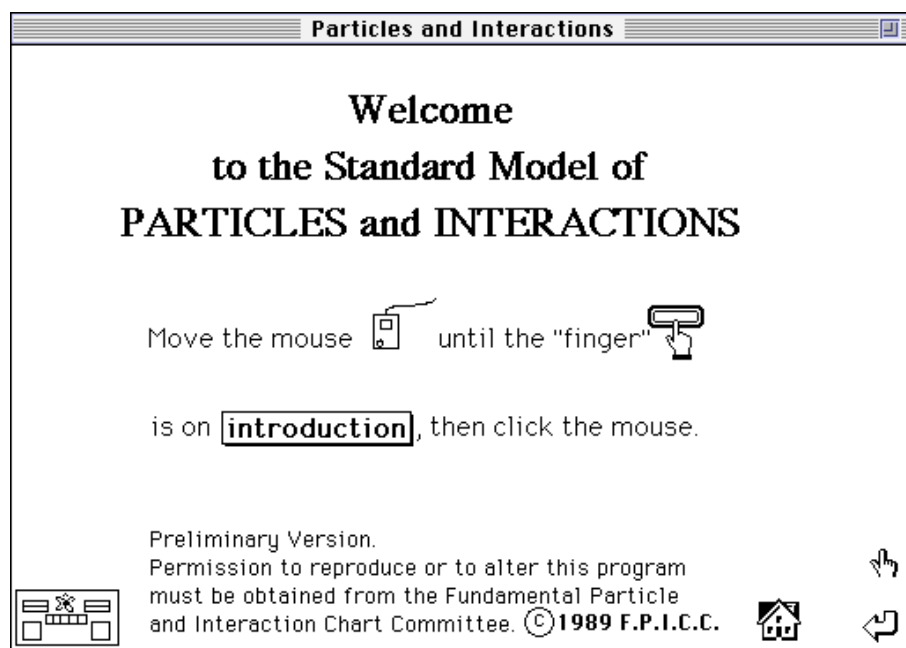 Particles and Interactions
Welcome
to the Standard Model of
PARTICLES and INTERACTIONS
Move the mouse until the "finger"
is on introduction, then click the mouse.
Preliminary Version.
Permission to reproduce or to alter this program
must be obtained from the Fundamental Particle
and Interaction Chart Committee. ©1989 F.P.I.C.C.